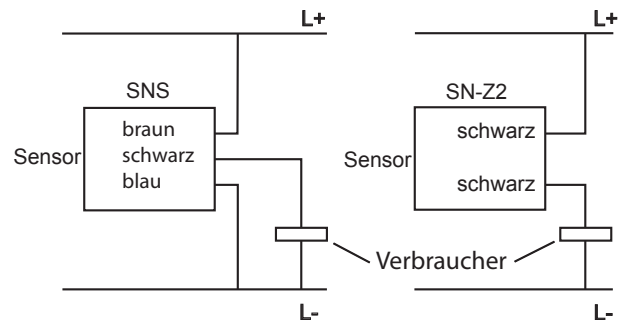 L+
SNS
braun
schwarz
blau
Sensor
L-
L+
SN-Z2
schwarz
schwarz
Sensor
Verbraucher
L-